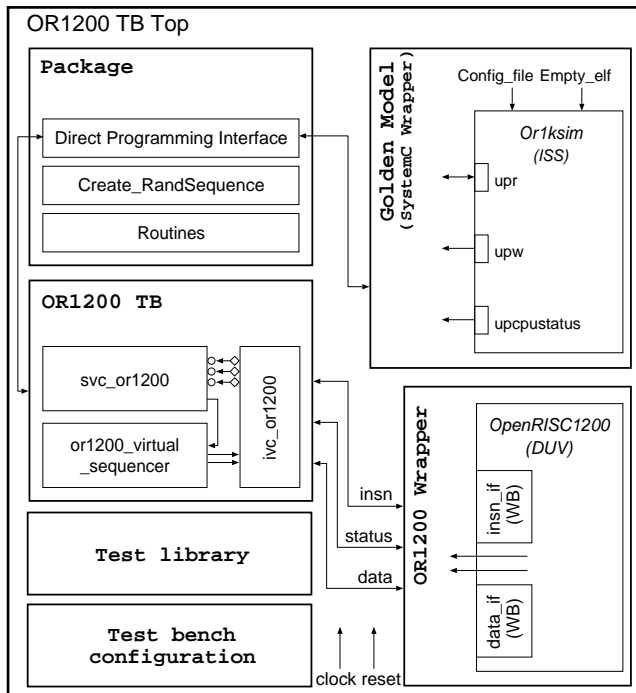 OR1200 TB Top
Package
Direct Programming Interface
Create_RandSequence
Routines
OR1200 TB
svc_or1200
or1200_virtual
_sequencer
ivc_or1200
Test library
Test bench
configuration
Golden Model
(SystemC Wrapper)
Config_file Empty_elf
Or1ksim
(ISS)
upr
upw
upcpustatus
OR1200 Wrapper
OpenRISC1200
(DUV)
insn_if
(WB)
data_if
(WB)
insn
status
data
clock reset